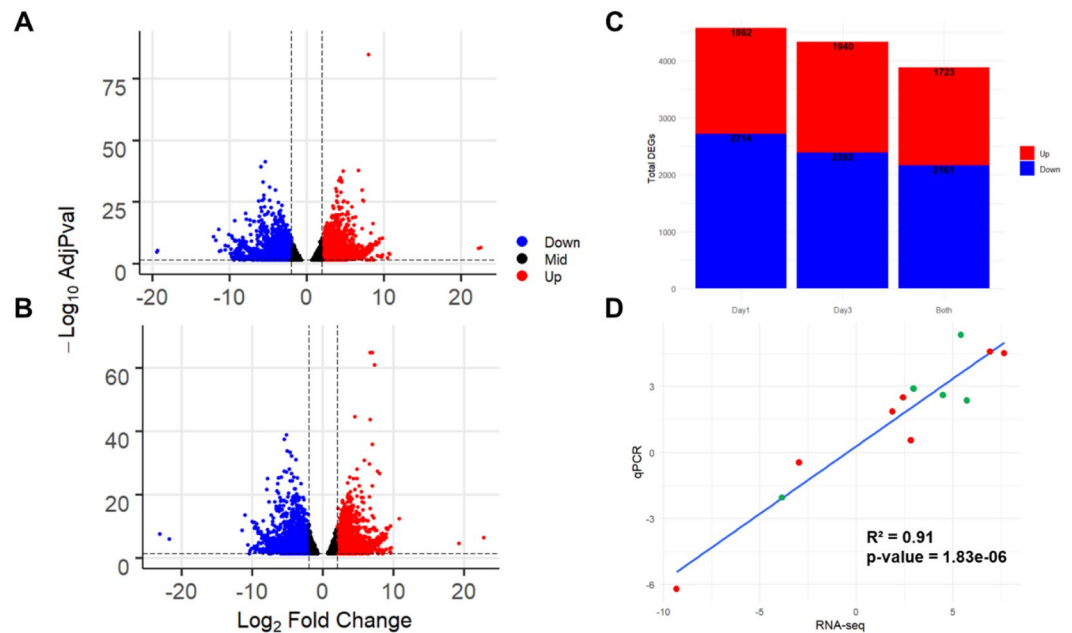 A
− Log10 AdjPval
75
50
25
0
-20
-10
0
10
20
Down
Mid
Up
B
60
40
20
0
-20
-10
0
10
20
Log2 Fold Change
C
Total DEGs
4000
3000
2000
1000
0
1862
1940
1723
2714
2392
2161
Day1
Day3
Both
Up
Down
D
qPCR
3
0
-3
-6
R² = 0.91
p-value = 1.83e-06
-10
-5
0
5
RNA-seq